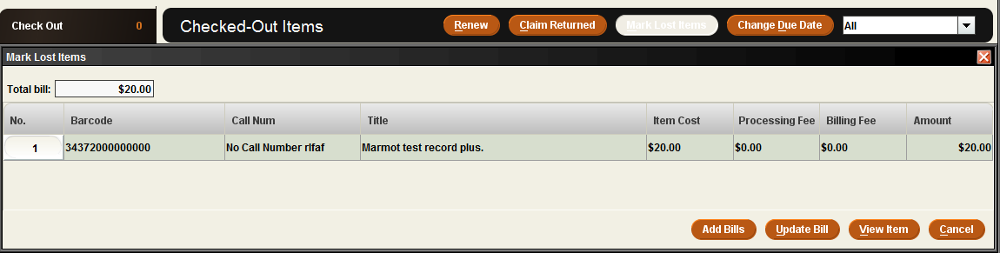 Check Out 0 Checked-Out Items Renew Claim Returned Mark Lost Items Change Due Date All
Mark Lost Items
Total bill: $20.00
No. Barcode Call Num Title Item Cost Processing Fee Billing Fee Amount
1 34372000000000 No Call Number rlfaf Marmot test record plus. $20.00 $0.00 $0.00 $20.00
Add Bills Update Bill View Item Cancel